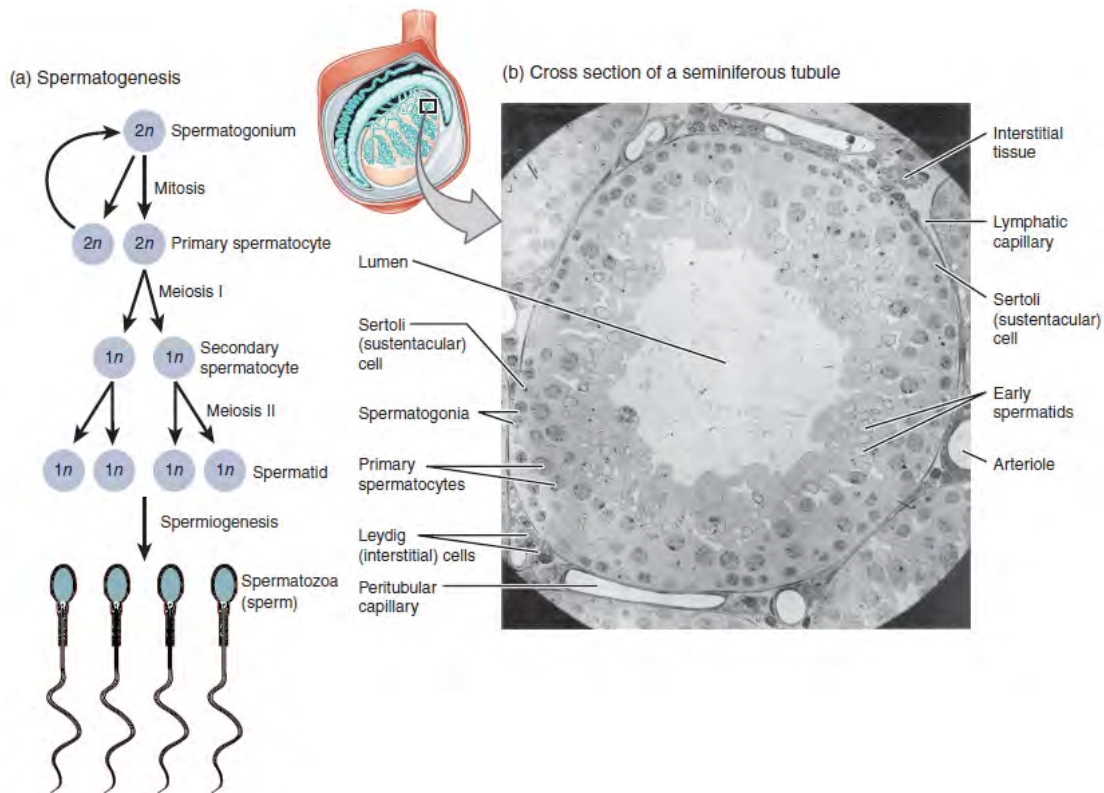 (a) Spermatogenesis
2n
Spermatogonium
Mitosis
2n
2n
Primary spermatocyte
Meiosis I
1n
1n
Secondary
spermatocyte
Meiosis II
1n
1n
1n
1n
Spermatid
Spermiogenesis
Spermatozoa
(sperm)
(b) Cross section of a seminiferous tubule
Lumen
Sertoli
(sustentacular)
cell
Spermatogonia
Primary
spermatocytes
Leydig
(interstitial) cells
Peritubular
capillary
Interstitial
tissue
Lymphatic
capillary
Sertoli
(sustentacular)
cell
Early
spermatids
Arteriole